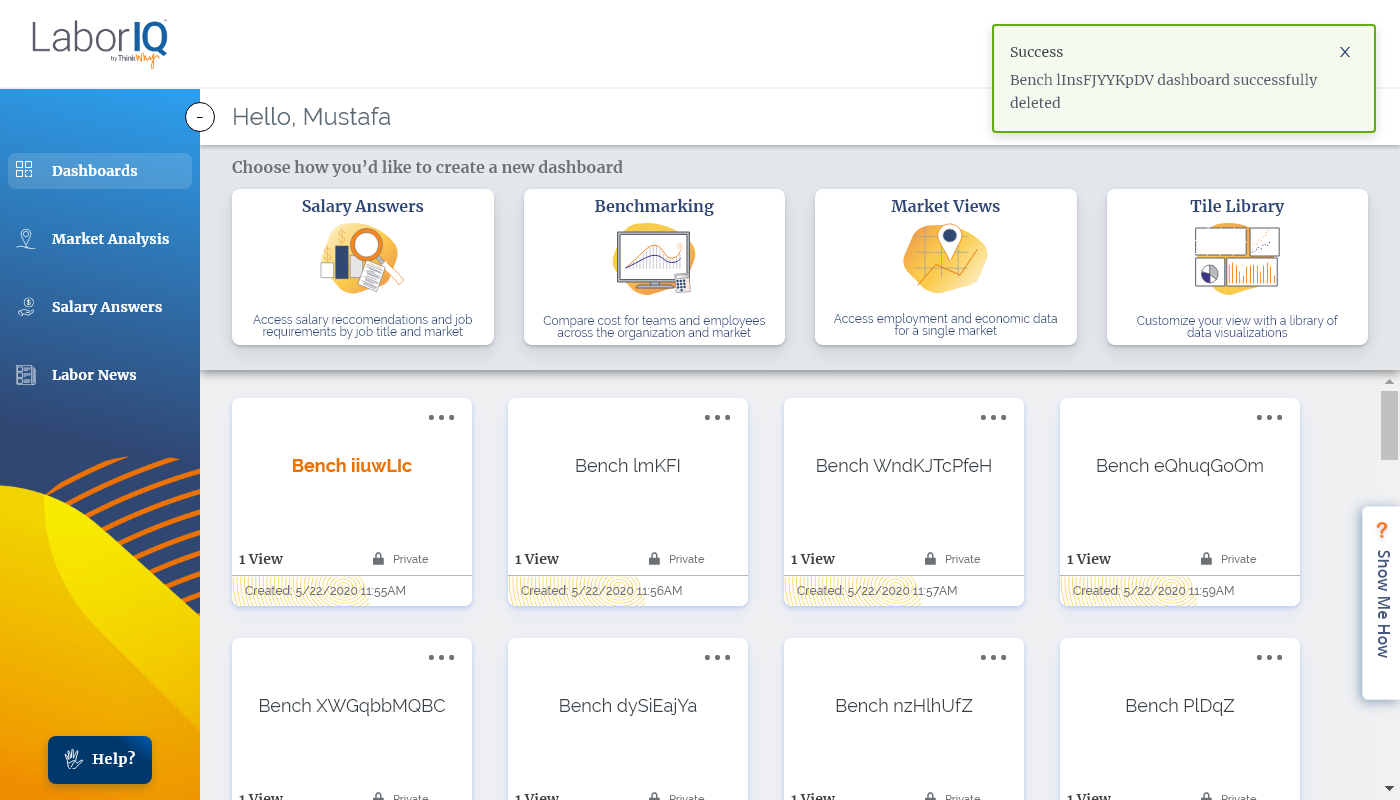 LaborIQ
by ThinkWhy
Success
X
Bench lInsFJYYKpDV dashboard successfully
deleted
-
Hello, Mustafa
Dashboards
Market Analysis
Salary Answers
Labor News
Help?
Choose how you’d like to create a new dashboard
Salary Answers
Access salary reccomendations and job
requirements by job title and market
Benchmarking
Compare cost for teams and employees
across the organization and market
Market Views
Access employment and economic data
for a single market
Tile Library
Customize your view with a library of
data visualizations
Bench iiuwLIc
1 View
Private
Created: 5/22/2020 11:55AM
Bench lmKFI
1 View
Private
Created: 5/22/2020 11:56AM
Bench WndKJTcPfeH
1 View
Private
Created: 5/22/2020 11:57AM
Bench eQhuqGoOm
1 View
Private
Created: 5/22/2020 11:59AM
Bench XWGqbbMQBC
1 View
Private
Bench dySiEajYa
1 View
Private
Bench nzHlhUfZ
1 View
Private
Bench PlDqZ
1 View
Private
? Show Me How